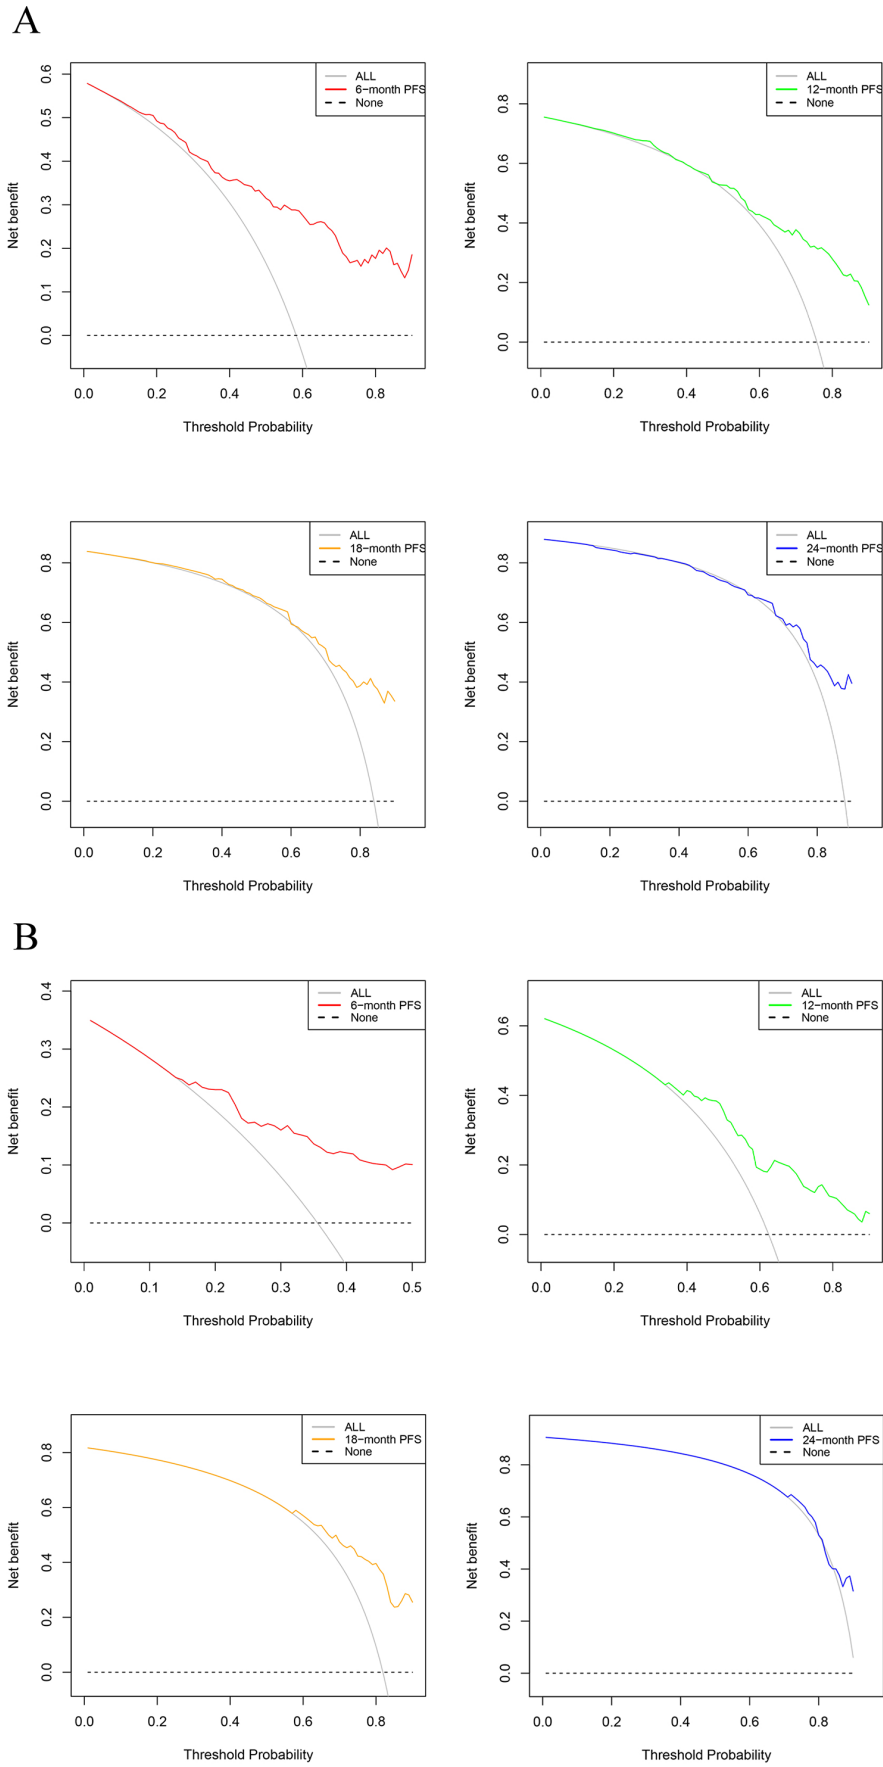 A
ALL
6−month PFS
None
Net benefit
0.6
0.5
0.4
0.3
0.2
0.1
0.0
0.0 0.2 0.4 0.6 0.8
Threshold Probability
ALL
12−month PFS
None
Net benefit
0.8
0.6
0.4
0.2
0.0
0.0 0.2 0.4 0.6 0.8
Threshold Probability
ALL
18−month PFS
None
Net benefit
0.8
0.6
0.4
0.2
0.0
0.0 0.2 0.4 0.6 0.8
Threshold Probability
ALL
24−month PFS
None
Net benefit
0.8
0.6
0.4
0.2
0.0
0.0 0.2 0.4 0.6 0.8
Threshold Probability
B
ALL
6−month PFS
None
Net benefit
0.4
0.3
0.2
0.1
0.0
0.0 0.1 0.2 0.3 0.4 0.5
Threshold Probability
ALL
12−month PFS
None
Net benefit
0.6
0.4
0.2
0.0
0.0 0.2 0.4 0.6 0.8
Threshold Probability
ALL
18−month PFS
None
Net benefit
0.8
0.6
0.4
0.2
0.0
0.0 0.2 0.4 0.6 0.8
Threshold Probability
ALL
24−month PFS
None
Net benefit
0.8
0.6
0.4
0.2
0.0
0.0 0.2 0.4 0.6 0.8
Threshold Probability